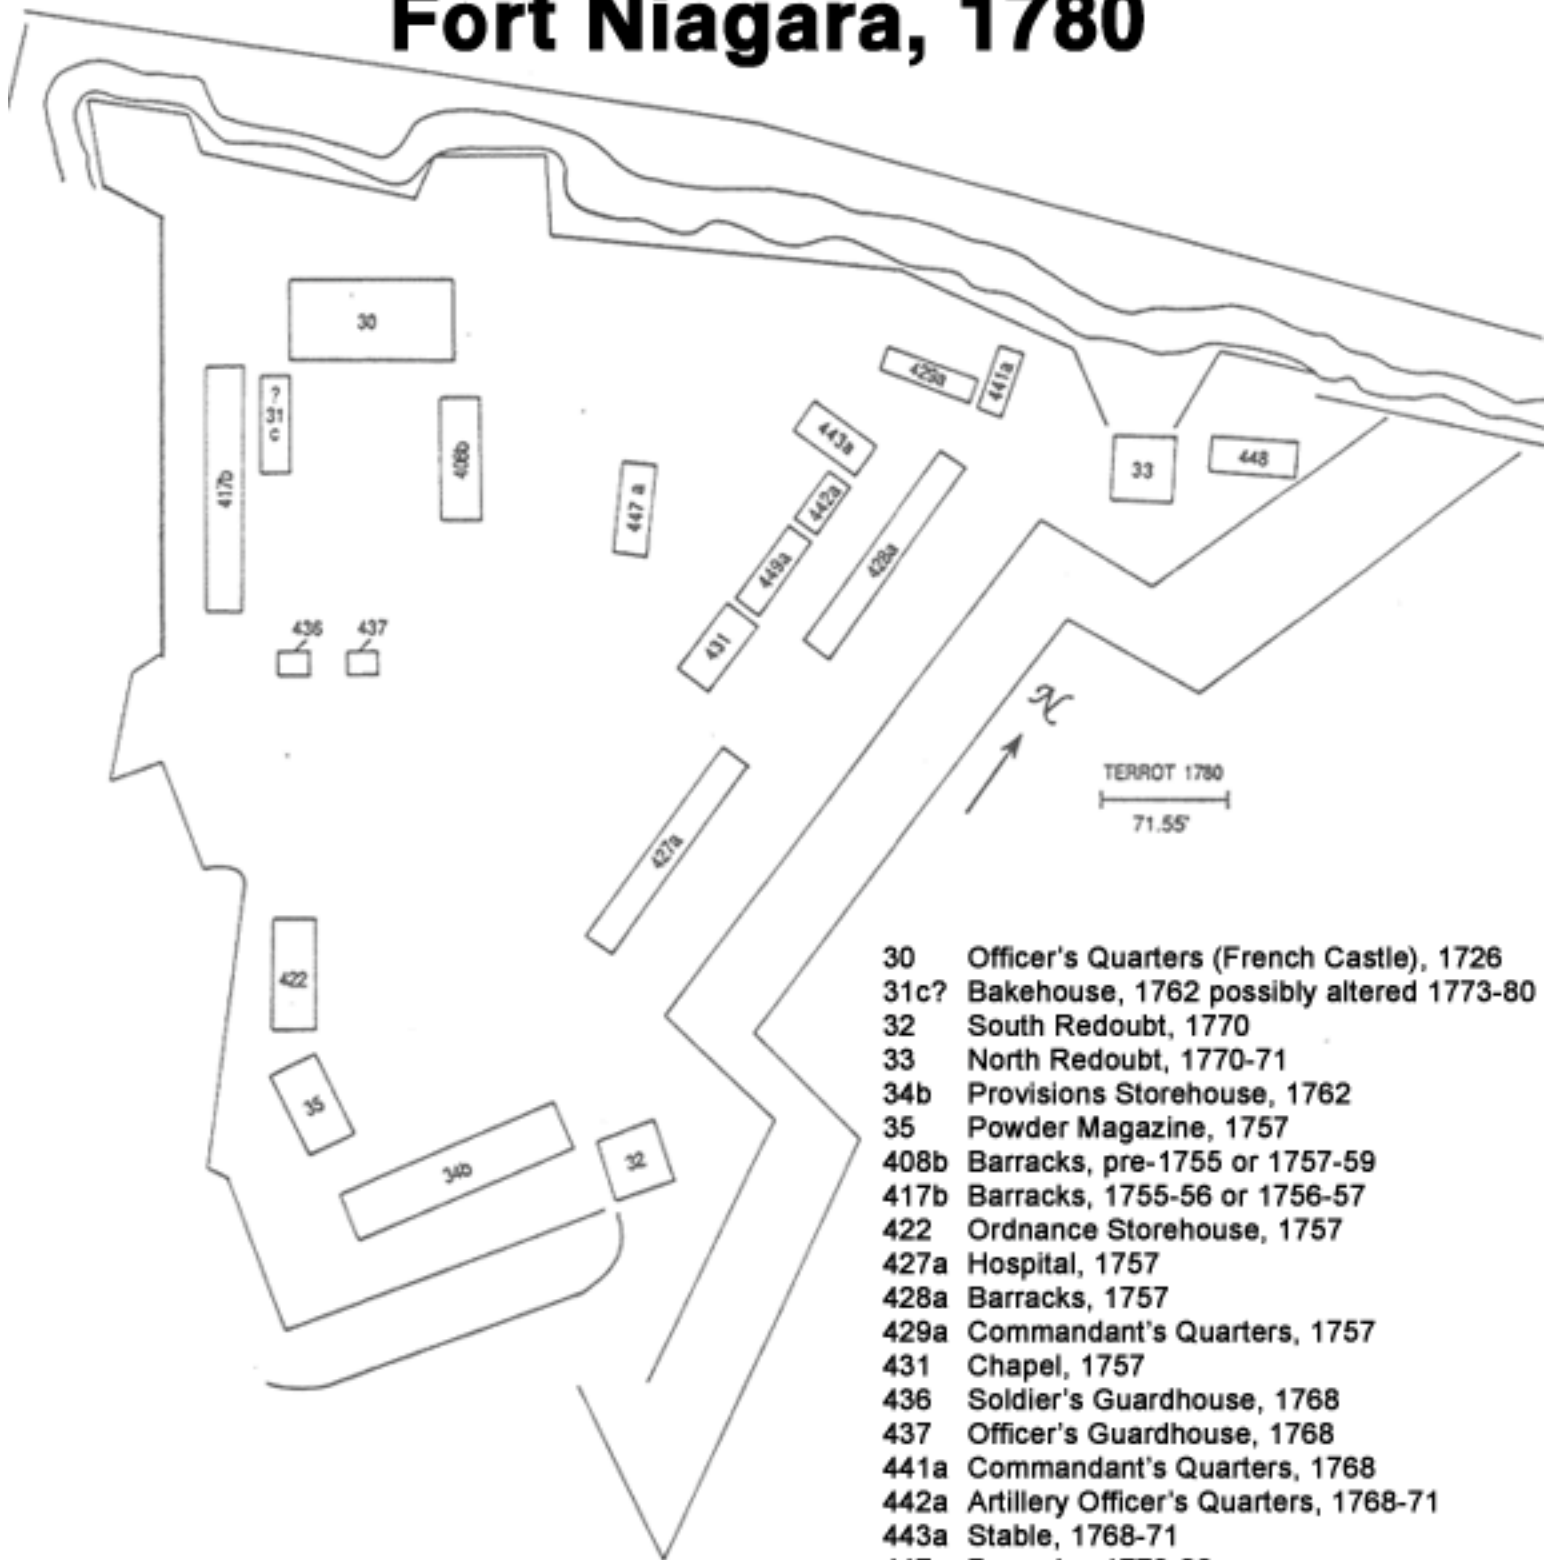 Fort Niagara, 1780
30
429a
441a
? 31 c
443a
408b
33
448
417b
442a
447 a
428a
449a
436
437
431
N
TERROT 1780
71.55'
427a
422
35
34b
32
30 Officer's Quarters (French Castle), 1726
31c? Bakehouse, 1762 possibly altered 1773-80
32 South Redoubt, 1770
33 North Redoubt, 1770-71
34b Provisions Storehouse, 1762
35 Powder Magazine, 1757
408b Barracks, pre-1755 or 1757-59
417b Barracks, 1755-56 or 1756-57
422 Ordnance Storehouse, 1757
427a Hospital, 1757
428a Barracks, 1757
429a Commandant's Quarters, 1757
431 Chapel, 1757
436 Soldier's Guardhouse, 1768
437 Officer's Guardhouse, 1768
441a Commandant's Quarters, 1768
442a Artillery Officer's Quarters, 1768-71
443a Stable, 1768-71